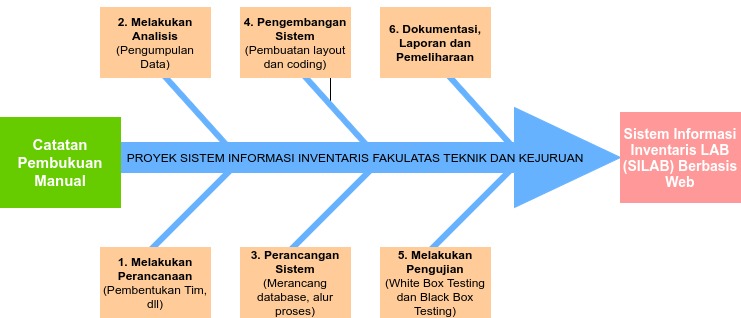 2. Melakukan
Analisis
(Pengumpulan
Data)
4. Pengembangan
Sistem
(Pembuatan layout
dan coding)
6. Dokumentasi,
Laporan dan
Pemeliharaan
Catatan
Pembukuan
Manual
PROYEK SISTEM INFORMASI INVENTARIS FAKULATAS TEKNIK DAN KEJURUAN
Sistem Informasi
Inventaris LAB
(SILAB) Berbasis
Web
1. Melakukan
Perancanaan
(Pembentukan Tim,
dll)
3. Perancangan
Sistem
(Merancang
database, alur
proses)
5. Melakukan
Pengujian
(White Box Testing
dan Black Box
Testing)